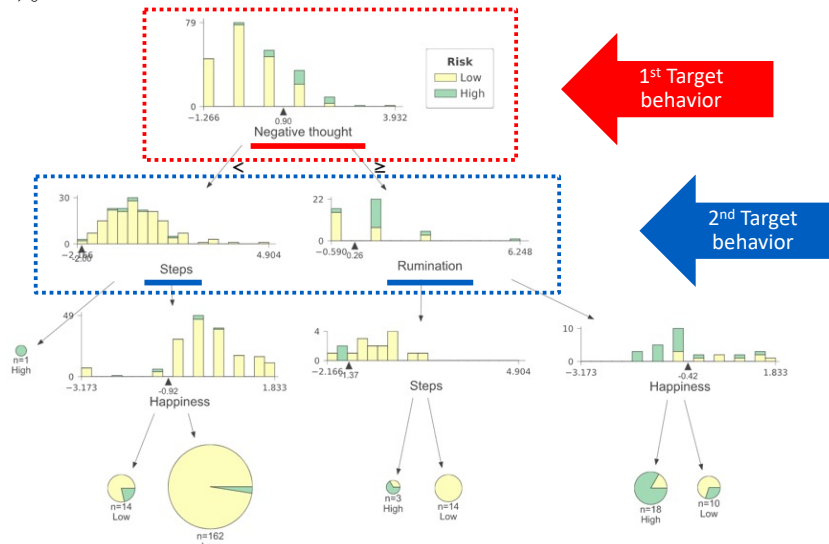 79
0
−1.266
0.90
3.932
Negative thought
Risk
Low
High
1st Target
behavior
<
≥
30
0
-2.00
4.904
Steps
22
0
−0.590
0.26
6.248
Rumination
2nd Target
behavior
n=1
High
49
0
−3.173
-0.92
1.833
Happiness
4
0
−2.166
-1.37
4.904
Steps
10
0
−3.173
-0.42
1.833
Happiness
n=14
Low
n=162
n=3
High
n=14
Low
n=18
High
n=10
Low